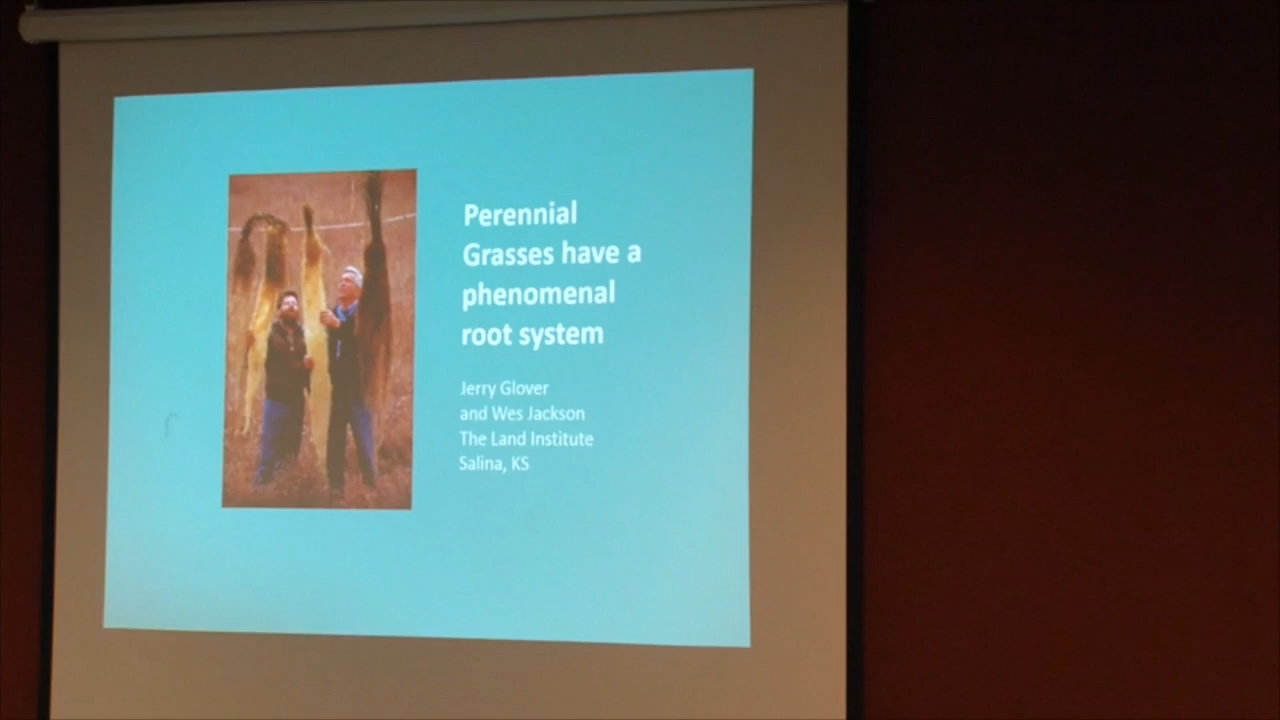 Perennial
Grasses have a
phenomenal
root system
Jerry Glover
and Wes Jackson
The Land Institute
Salina, KS